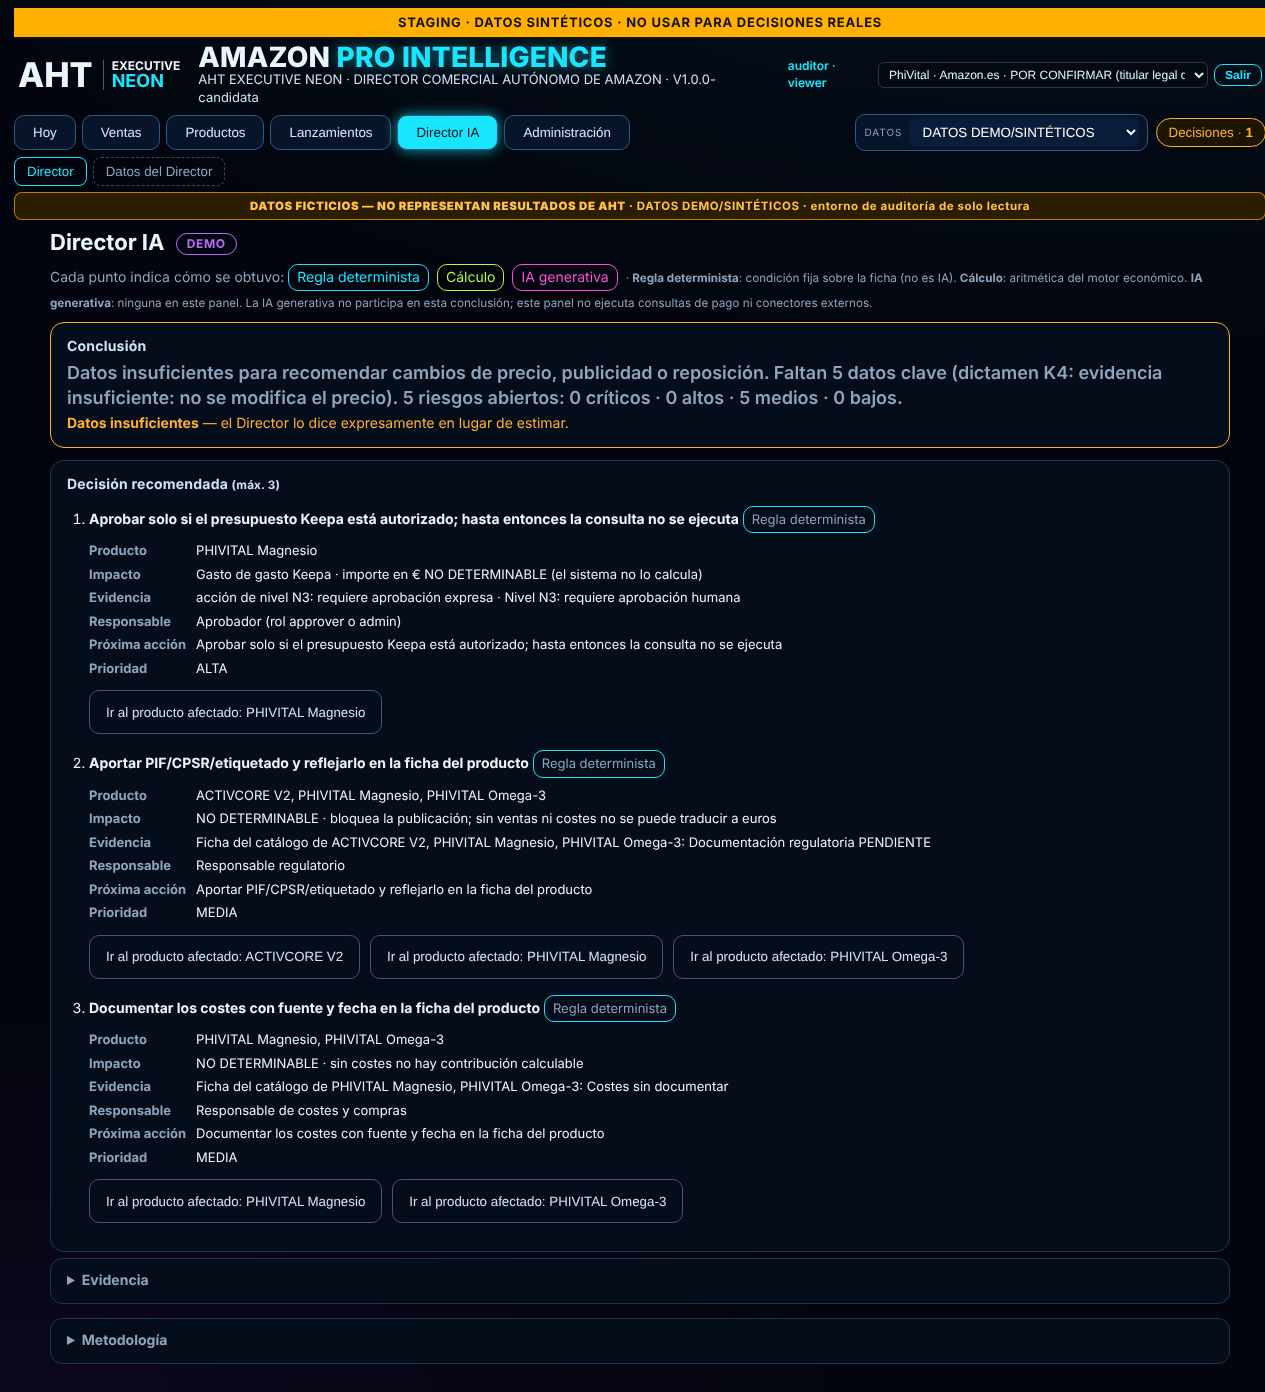 STAGING · DATOS SINTÉTICOS · NO USAR PARA DECISIONES REALES
AHT
EXECUTIVE
NEON
AMAZON PRO INTELLIGENCE
AHT EXECUTIVE NEON · DIRECTOR COMERCIAL AUTÓNOMO DE AMAZON · V1.0.0-
candidata
auditor ·
viewer
PhiVital · Amazon.es · POR CONFIRMAR (titular legal c
Salir
Hoy
Ventas
Productos
Lanzamientos
Director IA
Administración
DATOS
DATOS DEMO/SINTÉTICOS
Decisiones · 1
Director
Datos del Director
DATOS FICTICIOS — NO REPRESENTAN RESULTADOS DE AHT · DATOS DEMO/SINTÉTICOS · entorno de auditoría de solo lectura
Director IA DEMO
Cada punto indica cómo se obtuvo: Regla determinista Cálculo IA generativa · Regla determinista: condición fija sobre la ficha (no es IA). Cálculo: aritmética del motor económico. IA
generativa: ninguna en este panel. La IA generativa no participa en esta conclusión; este panel no ejecuta consultas de pago ni conectores externos.
Conclusión
Datos insuficientes para recomendar cambios de precio, publicidad o reposición. Faltan 5 datos clave (dictamen K4: evidencia
insuficiente: no se modifica el precio). 5 riesgos abiertos: 0 críticos · 0 altos · 5 medios · 0 bajos.
Datos insuficientes — el Director lo dice expresamente en lugar de estimar.
Decisión recomendada (máx. 3)
1. Aprobar solo si el presupuesto Keepa está autorizado; hasta entonces la consulta no se ejecuta Regla determinista
Producto PHIVITAL Magnesio
Impacto Gasto de gasto Keepa · importe en € NO DETERMINABLE (el sistema no lo calcula)
Evidencia acción de nivel N3: requiere aprobación expresa · Nivel N3: requiere aprobación humana
Responsable Aprobador (rol approver o admin)
Próxima acción Aprobar solo si el presupuesto Keepa está autorizado; hasta entonces la consulta no se ejecuta
Prioridad ALTA
Ir al producto afectado: PHIVITAL Magnesio
2. Aportar PIF/CPSR/etiquetado y reflejarlo en la ficha del producto Regla determinista
Producto ACTIVCORE V2, PHIVITAL Magnesio, PHIVITAL Omega-3
Impacto NO DETERMINABLE · bloquea la publicación; sin ventas ni costes no se puede traducir a euros
Evidencia Ficha del catálogo de ACTIVCORE V2, PHIVITAL Magnesio, PHIVITAL Omega-3: Documentación regulatoria PENDIENTE
Responsable Responsable regulatorio
Próxima acción Aportar PIF/CPSR/etiquetado y reflejarlo en la ficha del producto
Prioridad MEDIA
Ir al producto afectado: ACTIVCORE V2
Ir al producto afectado: PHIVITAL Magnesio
Ir al producto afectado: PHIVITAL Omega-3
3. Documentar los costes con fuente y fecha en la ficha del producto Regla determinista
Producto PHIVITAL Magnesio, PHIVITAL Omega-3
Impacto NO DETERMINABLE · sin costes no hay contribución calculable
Evidencia Ficha del catálogo de PHIVITAL Magnesio, PHIVITAL Omega-3: Costes sin documentar
Responsable Responsable de costes y compras
Próxima acción Documentar los costes con fuente y fecha en la ficha del producto
Prioridad MEDIA
Ir al producto afectado: PHIVITAL Magnesio
Ir al producto afectado: PHIVITAL Omega-3
Evidencia
Metodología